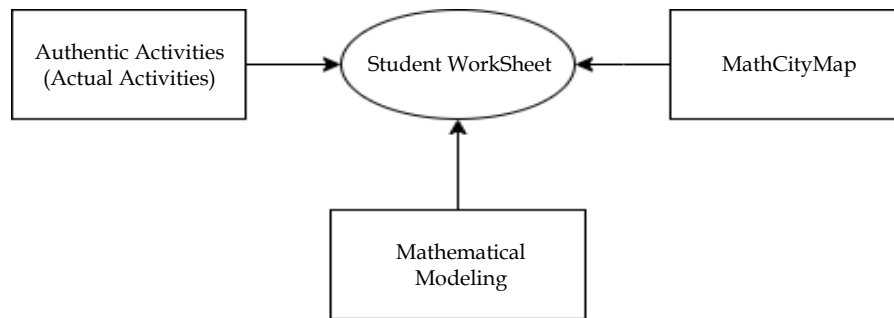 Authentic Activities
(Actual Activities)
Student WorkSheet
MathCityMap
Mathematical
Modeling